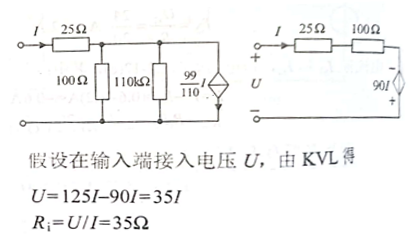 I 25Ω
100Ω 110kΩ 99/110 I
I 25Ω 100Ω
+
U
−
−
90I
+
假设在输入端接入电压 U，由 KVL 得
U=125I−90I=35I
Rᵢ=U/I=35Ω